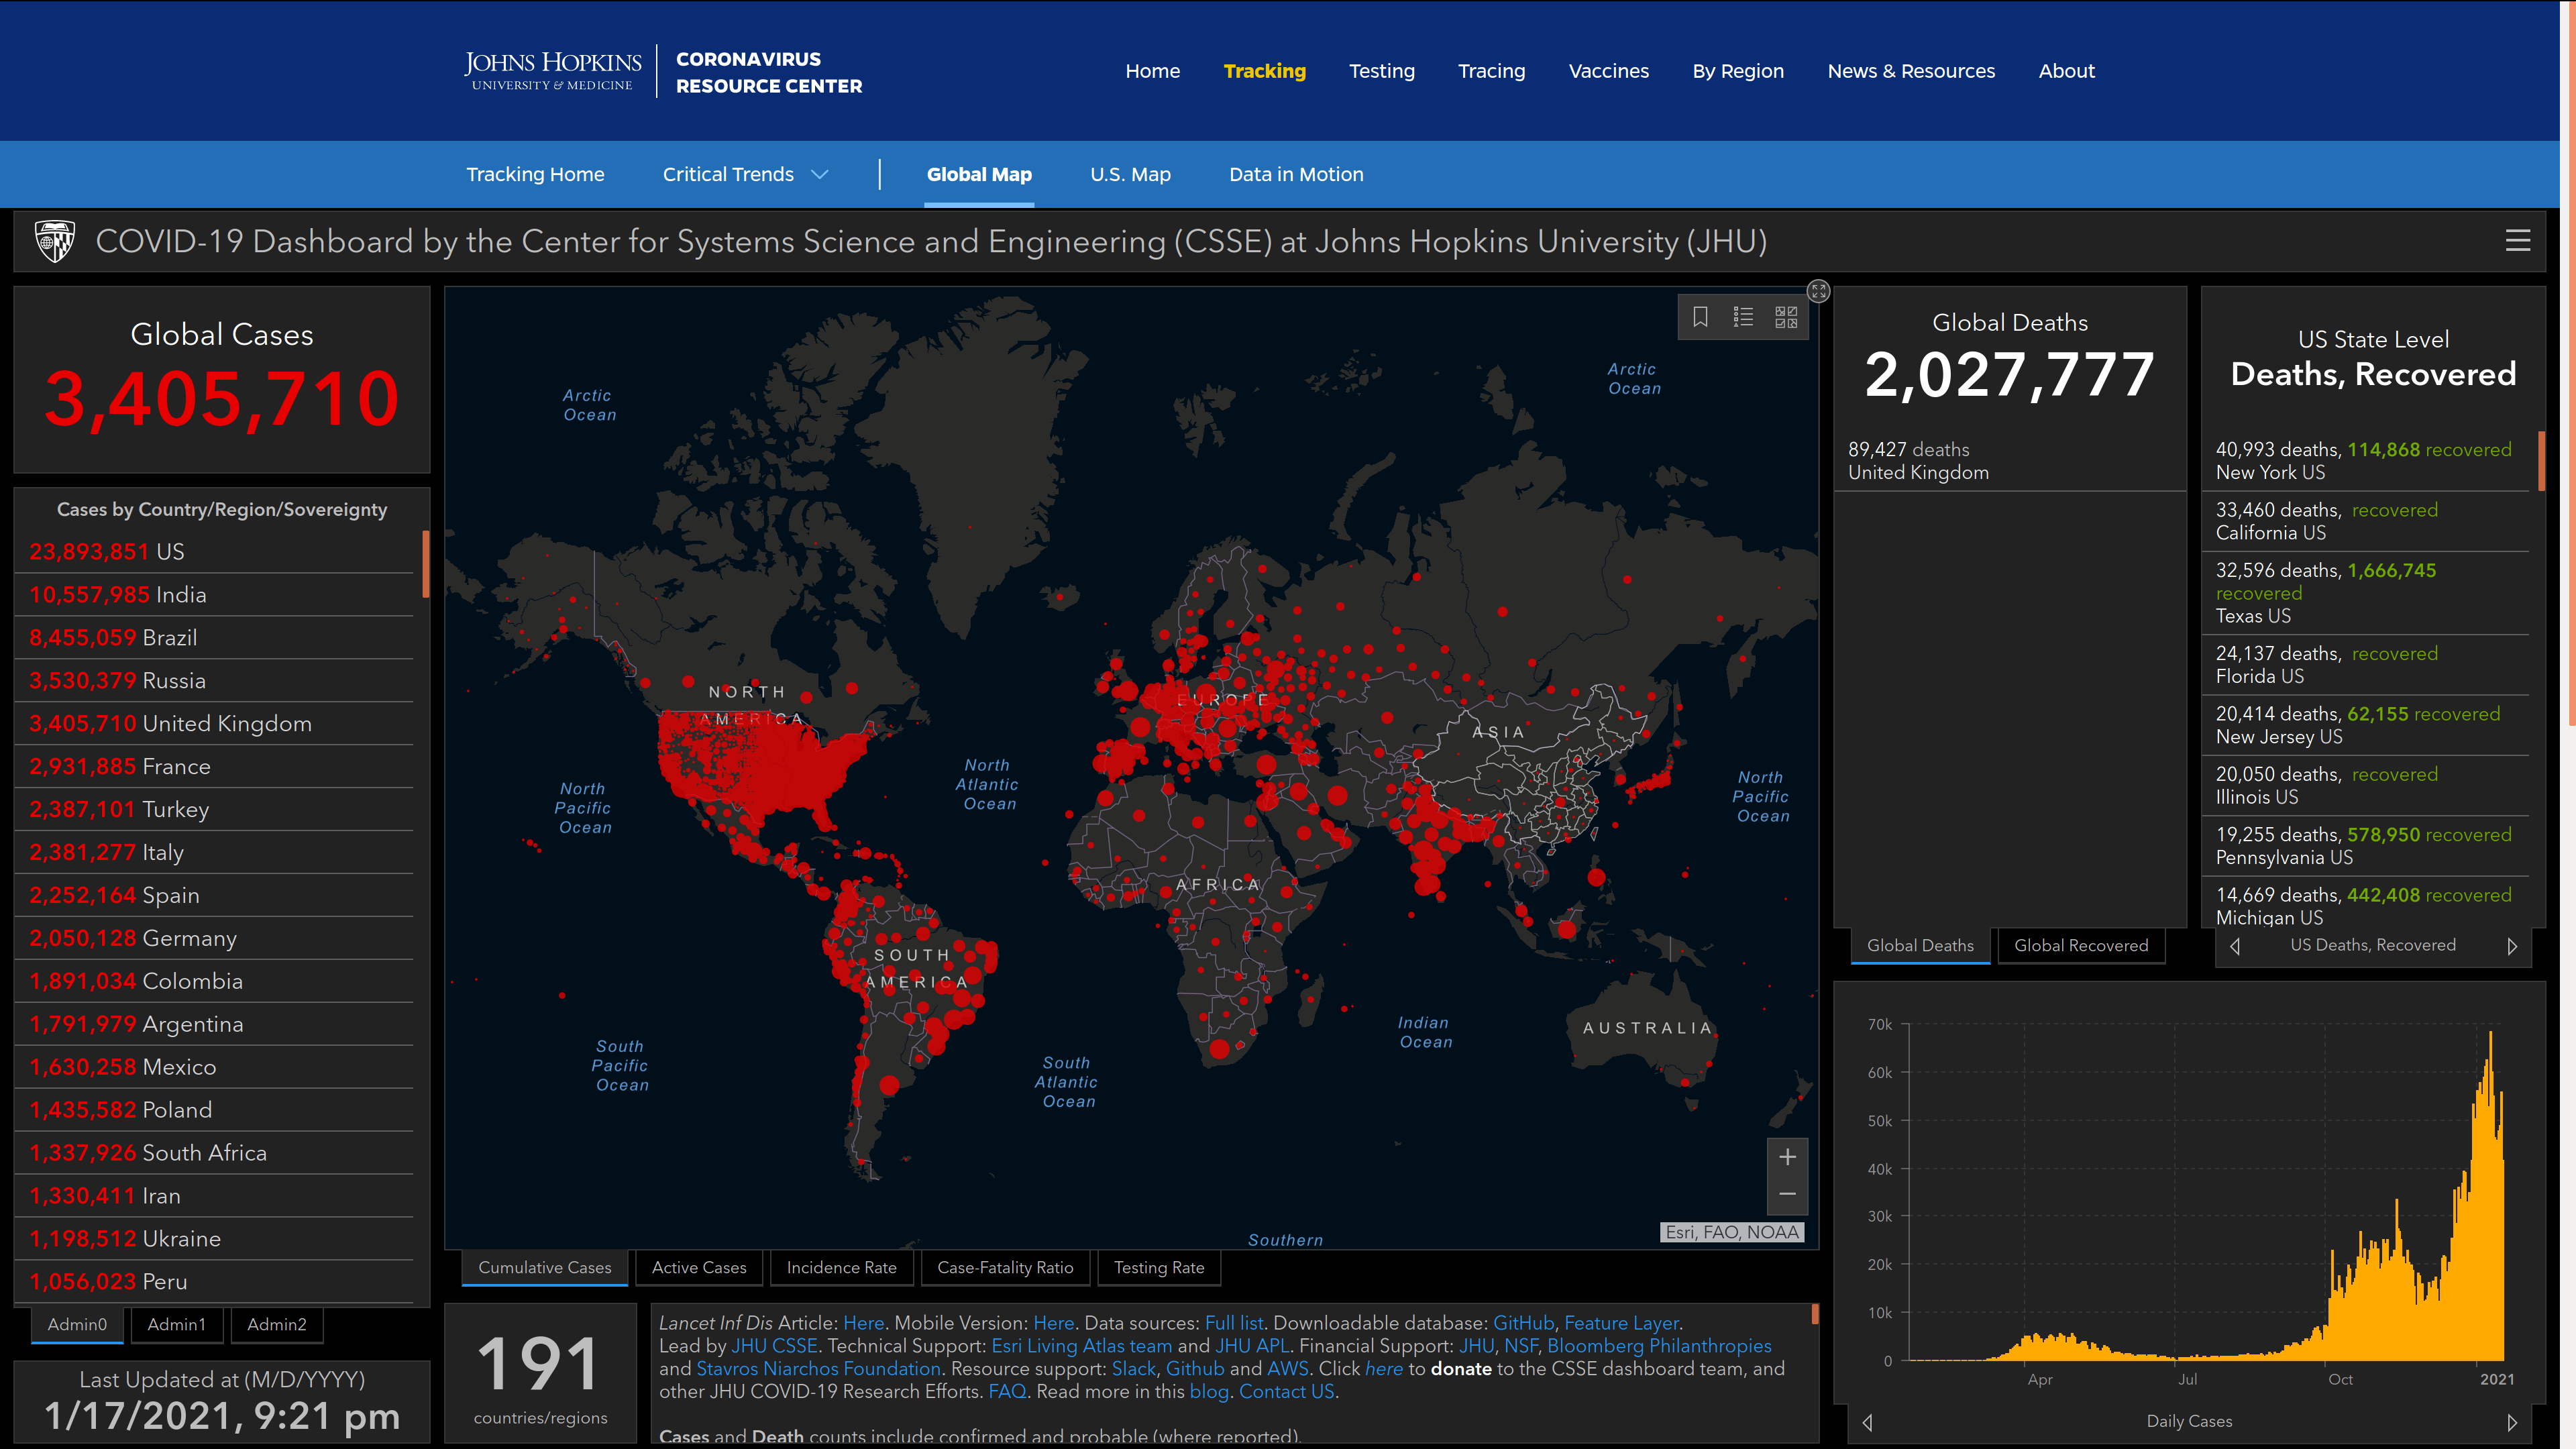 JOHNS HOPKINS
UNIVERSITY & MEDICINE
CORONAVIRUS
RESOURCE CENTER
Home
Tracking
Testing
Tracing
Vaccines
By Region
News & Resources
About
Tracking Home
Critical Trends
Global Map
U.S. Map
Data in Motion
COVID-19 Dashboard by the Center for Systems Science and Engineering (CSSE) at Johns Hopkins University (JHU)
Global Cases
3,405,710
Cases by Country/Region/Sovereignty
23,893,851 US
10,557,985 India
8,455,059 Brazil
3,530,379 Russia
3,405,710 United Kingdom
2,931,885 France
2,387,101 Turkey
2,381,277 Italy
2,252,164 Spain
2,050,128 Germany
1,891,034 Colombia
1,791,979 Argentina
1,630,258 Mexico
1,435,582 Poland
1,337,926 South Africa
1,330,411 Iran
1,198,512 Ukraine
1,056,023 Peru
Admin0
Admin1
Admin2
Last Updated at (M/D/YYYY)
1/17/2021, 9:21 pm
Arctic
Ocean
Arctic
Ocean
NORTH
AMERICA
EUROPE
ASIA
North
Atlantic
Ocean
North
Pacific
Ocean
North
Pacific
Ocean
AFRICA
SOUTH
AMERICA
AUSTRALIA
Indian
Ocean
South
Pacific
Ocean
South
Atlantic
Ocean
Southern
+
−
Esri, FAO, NOAA
Cumulative Cases
Active Cases
Incidence Rate
Case-Fatality Ratio
Testing Rate
191
countries/regions
Lancet Inf Dis Article: Here. Mobile Version: Here. Data sources: Full list. Downloadable database: GitHub, Feature Layer.
Lead by JHU CSSE. Technical Support: Esri Living Atlas team and JHU APL. Financial Support: JHU, NSF, Bloomberg Philanthropies
and Stavros Niarchos Foundation. Resource support: Slack, Github and AWS. Click here to donate to the CSSE dashboard team, and
other JHU COVID-19 Research Efforts. FAQ. Read more in this blog. Contact US.
Cases and Death counts include confirmed and probable (where reported).
Global Deaths
2,027,777
89,427 deaths
United Kingdom
Global Deaths
Global Recovered
US State Level
Deaths, Recovered
40,993 deaths, 114,868 recovered
New York US
33,460 deaths, recovered
California US
32,596 deaths, 1,666,745
recovered
Texas US
24,137 deaths, recovered
Florida US
20,414 deaths, 62,155 recovered
New Jersey US
20,050 deaths, recovered
Illinois US
19,255 deaths, 578,950 recovered
Pennsylvania US
14,669 deaths, 442,408 recovered
Michigan US
US Deaths, Recovered
70k
60k
50k
40k
30k
20k
10k
0
Apr
Jul
Oct
2021
Daily Cases